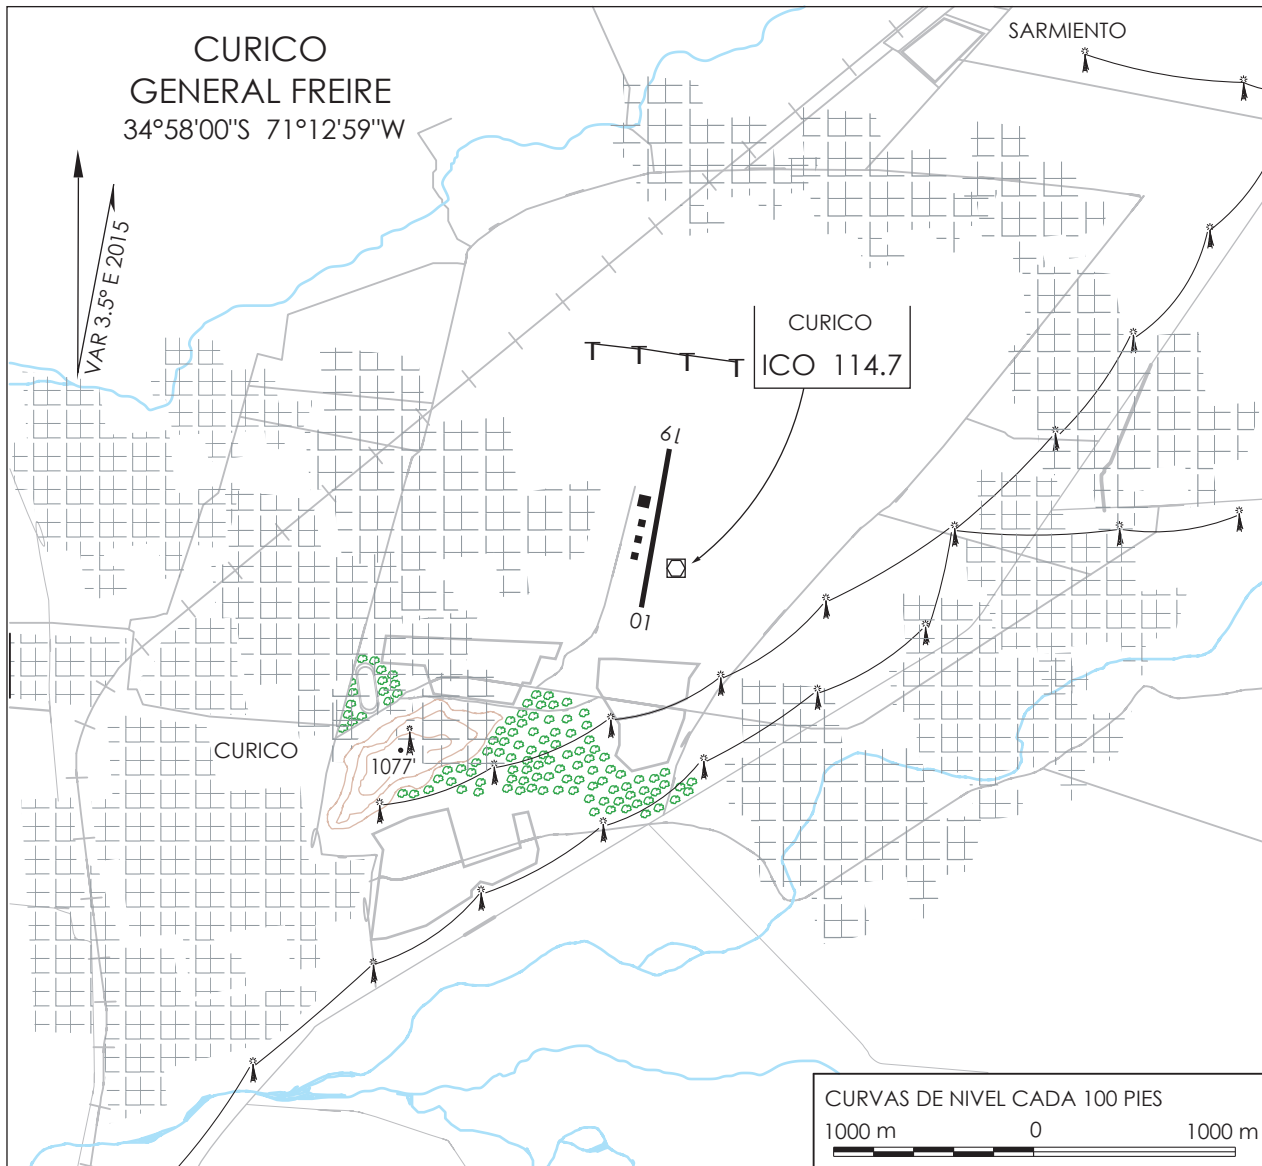 CURICO
GENERAL FREIRE
34°58'00"S 71°12'59"W
SARMIENTO
VAR 3.5° E 2015
CURICO
ICO 114.7
19
01
CURICO
1077'
CURVAS DE NIVEL CADA 100 PIES
1000 m 0 1000 m